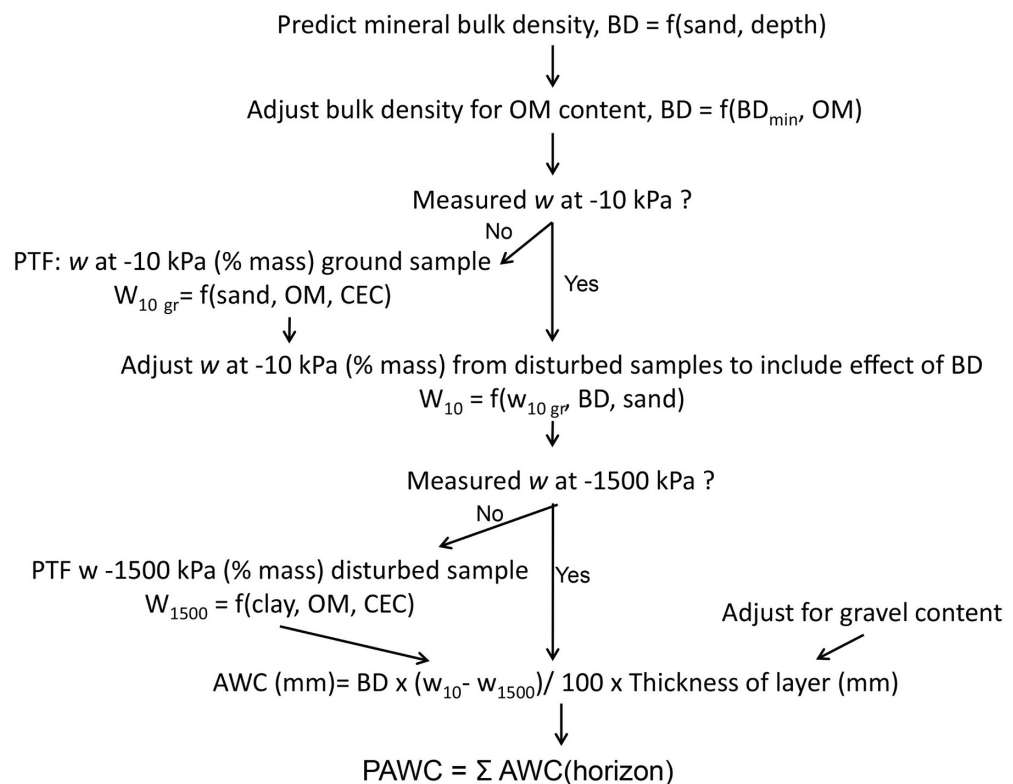 Predict mineral bulk density, BD = f(sand, depth)
Adjust bulk density for OM content, BD = f(BDmin, OM)
Measured w at -10 kPa ?
No
PTF: w at -10 kPa (% mass) ground sample
W10 gr= f(sand, OM, CEC)
Yes
Adjust w at -10 kPa (% mass) from disturbed samples to include effect of BD
W10 = f(w10 gr, BD, sand)
Measured w at -1500 kPa ?
No
PTF w -1500 kPa (% mass) disturbed sample
W1500 = f(clay, OM, CEC)
Yes
Adjust for gravel content
AWC (mm)= BD x (w10- w1500)/ 100 x Thickness of layer (mm)
PAWC = Σ AWC(horizon)